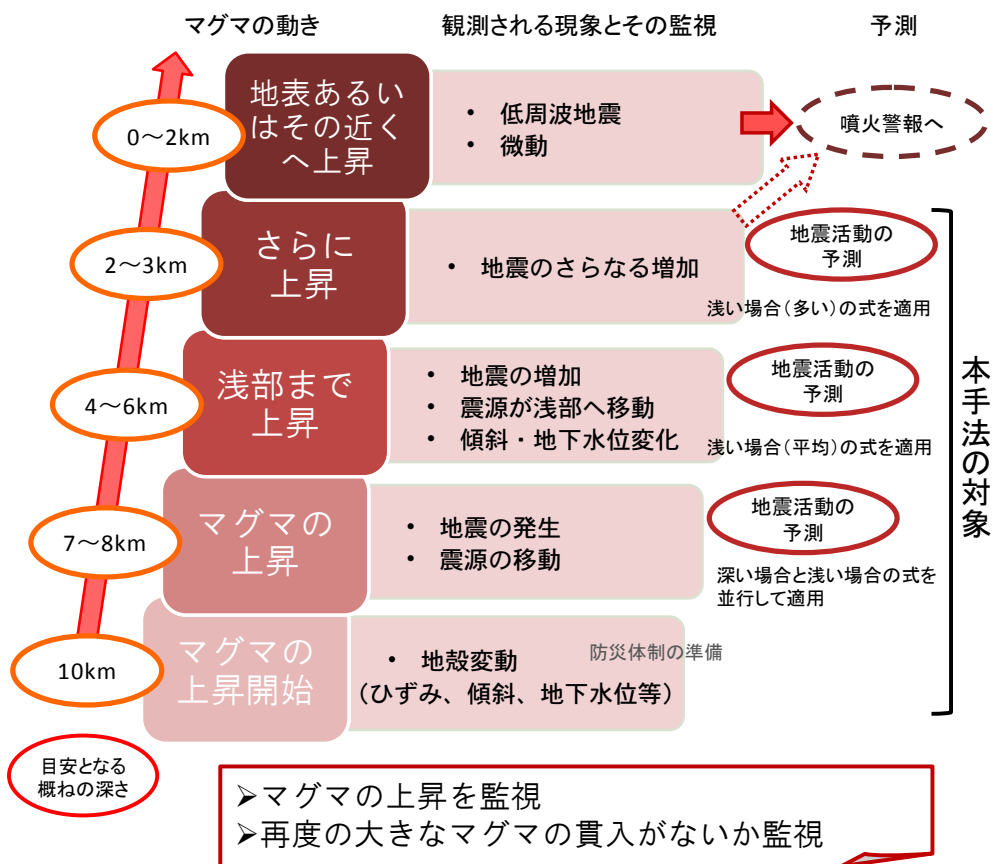 マグマの動き
観測される現象とその監視
予測
0～2km
地表あるい
はその近く
へ上昇
• 低周波地震
• 微動
噴火警報へ
2～3km
さらに
上昇
• 地震のさらなる増加
地震活動の
予測
浅い場合（多い）の式を適用
4～6km
浅部まで
上昇
• 地震の増加
• 震源が浅部へ移動
• 傾斜・地下水位変化
地震活動の
予測
浅い場合（平均）の式を適用
7～8km
マグマの
上昇
• 地震の発生
• 震源の移動
地震活動の
予測
深い場合と浅い場合の式を
並行して適用
10km
マグマの
上昇開始
• 地殻変動
（ひずみ、傾斜、地下水位等）
防災体制の準備
本手法の対象
目安となる
概ねの深さ
➢マグマの上昇を監視
➢再度の大きなマグマの貫入がないか監視